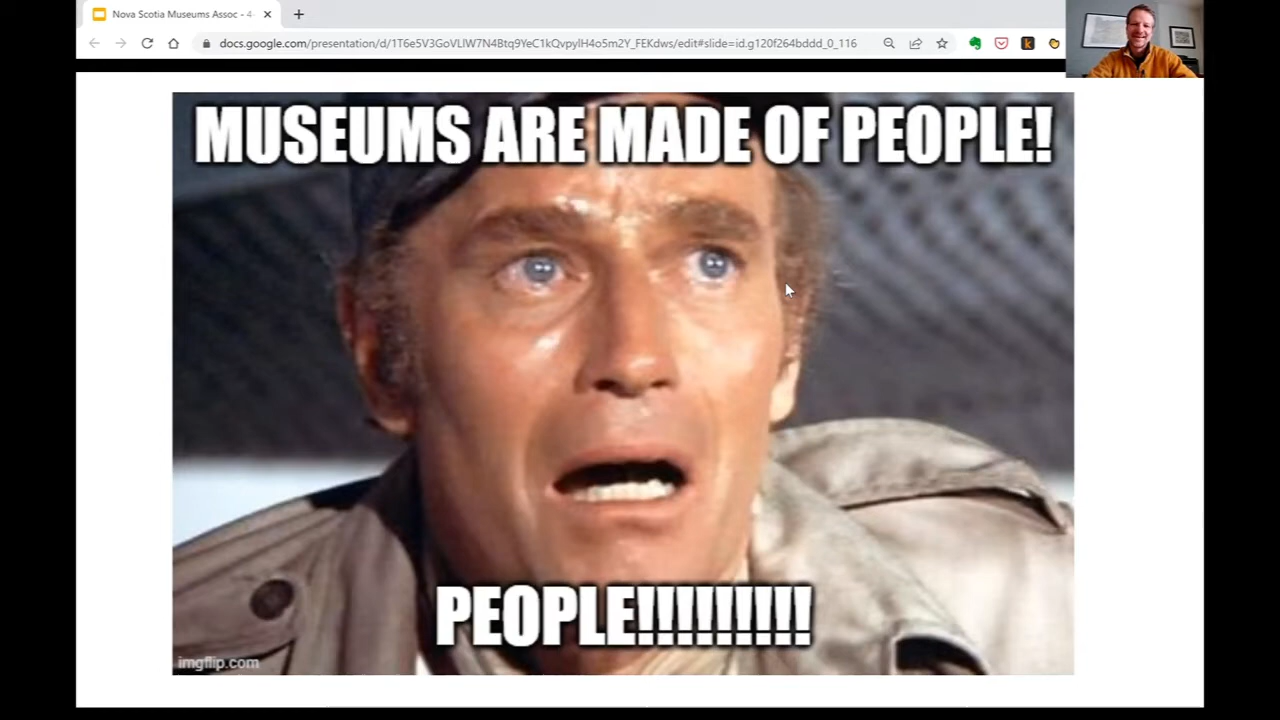 Nova Scotia Museums Assoc - 4
docs.google.com/presentation/d/1T6e5V3GoVLlW7N4Btq9YeC1kQvpylH4o5m2Y_FEKdws/edit#slide=id.g120f264bddd_0_116
MUSEUMS ARE MADE OF PEOPLE!
PEOPLE!!!!!!!!!
imgflip.com